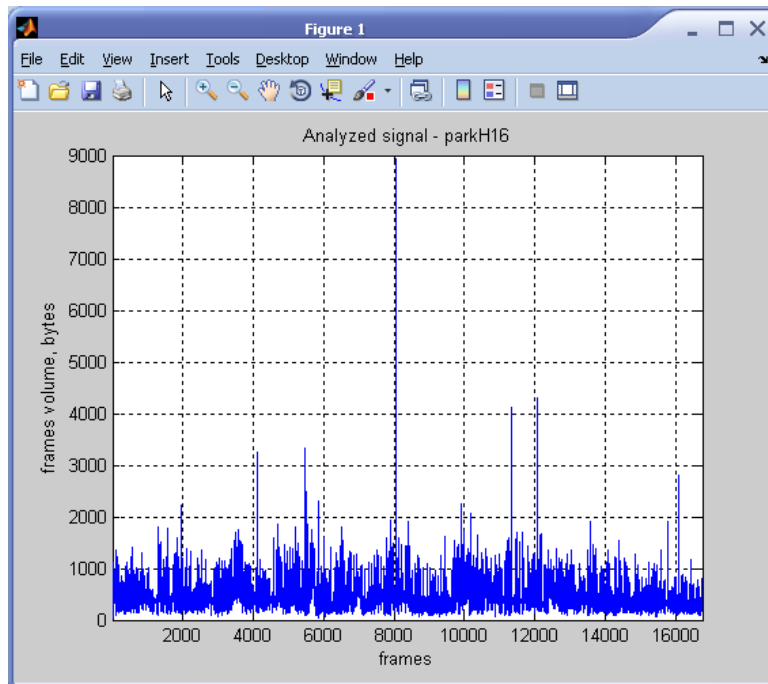 Figure 1
File Edit View Insert Tools Desktop Window Help
Analyzed signal - parkH16
9000
8000
7000
6000
5000
4000
3000
2000
1000
0
frames volume, bytes
2000 4000 6000 8000 10000 12000 14000 16000
frames